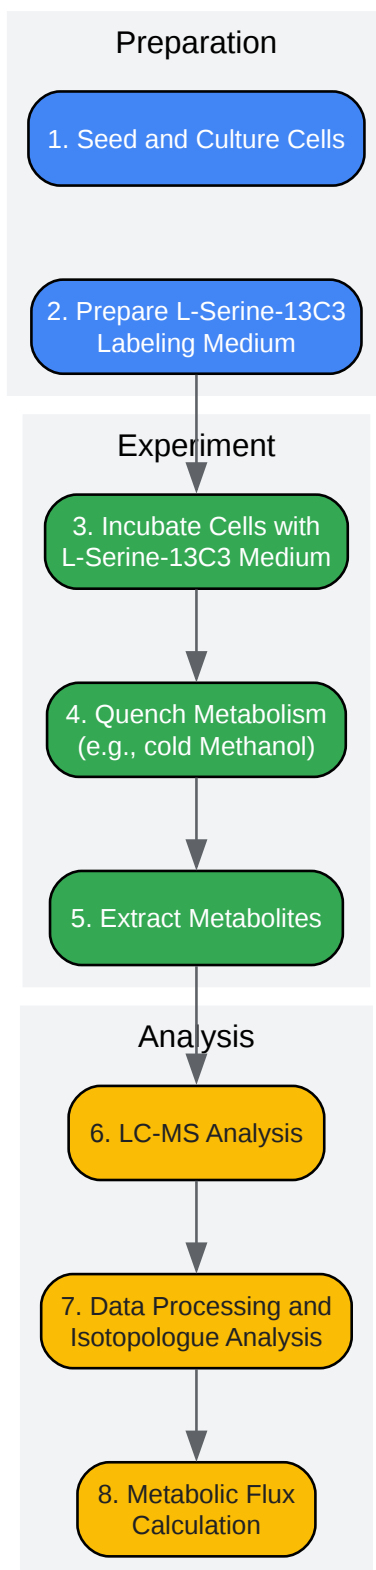 Preparation
1. Seed and Culture Cells
2. Prepare L-Serine-13C3
Labeling Medium
Experiment
3. Incubate Cells with
L-Serine-13C3 Medium
4. Quench Metabolism
(e.g., cold Methanol)
5. Extract Metabolites
Analysis
6. LC-MS Analysis
7. Data Processing and
Isotopologue Analysis
8. Metabolic Flux
Calculation